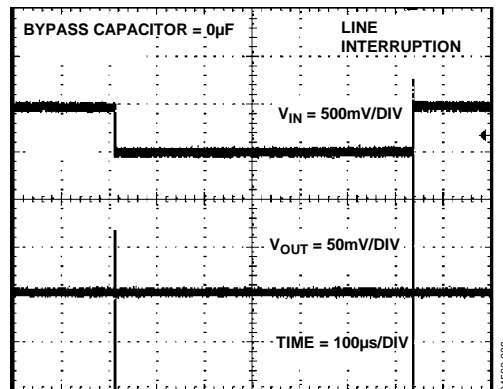 BYPASS CAPACITOR = 0µF
LINE
INTERRUPTION
VIN = 500mV/DIV
VOUT = 50mV/DIV
TIME = 100µs/DIV